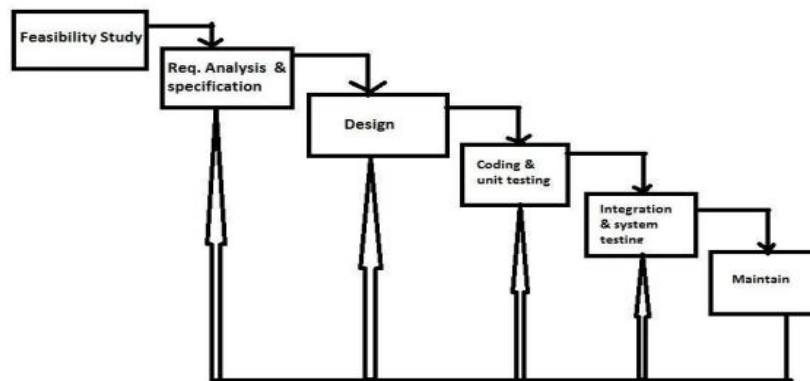 Feasibility Study
Req. Analysis &
specification
Design
Coding &
unit testing
Integration
& system
testine
Maintain